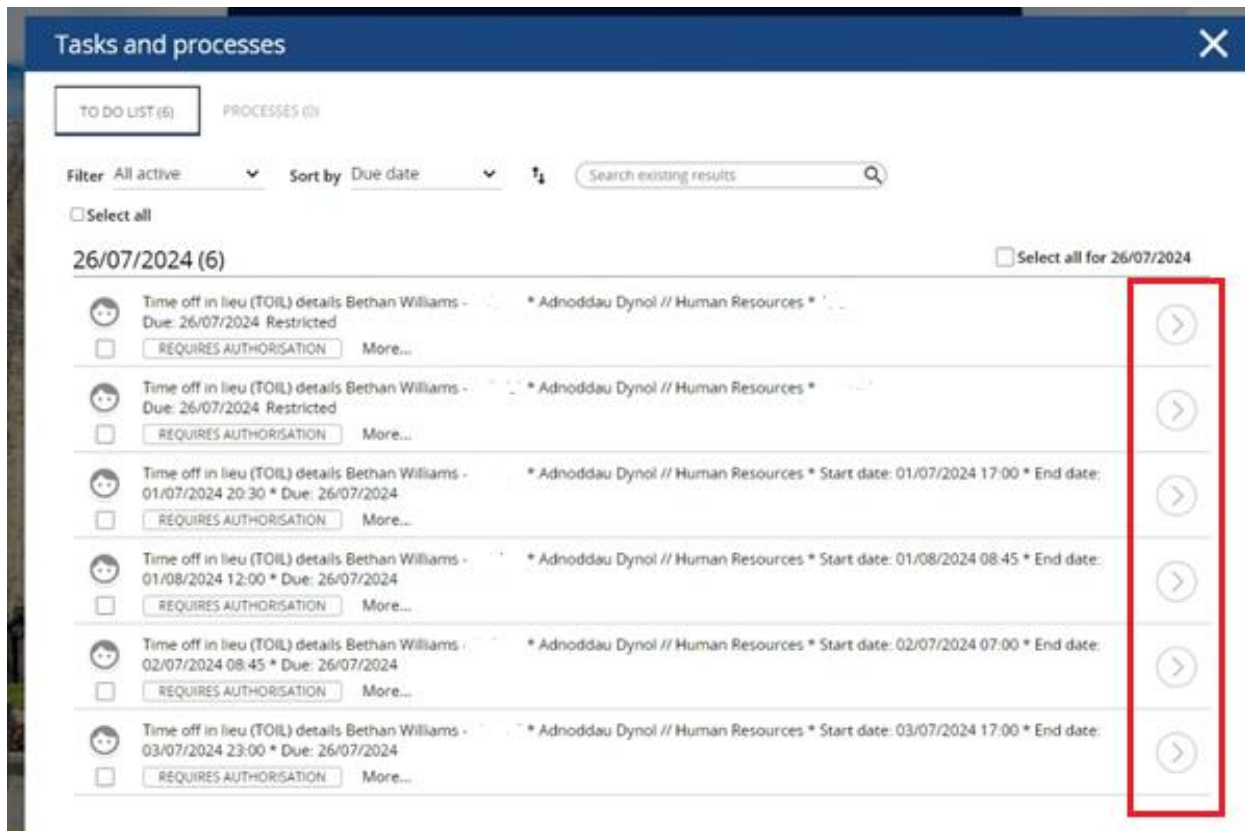 Tasks and processes
TO DO LIST (6) PROCESSES (0)
Filter All active Sort by Due date Search existing results
Select all
26/07/2024 (6) Select all for 26/07/2024
Time off in lieu (TOIL) details Bethan Williams - * Adnoddau Dynol // Human Resources *
Due: 26/07/2024 Restricted
REQUIRES AUTHORISATION More...
Time off in lieu (TOIL) details Bethan Williams - * Adnoddau Dynol // Human Resources *
Due: 26/07/2024 Restricted
REQUIRES AUTHORISATION More...
Time off in lieu (TOIL) details Bethan Williams - * Adnoddau Dynol // Human Resources * Start date: 01/07/2024 17:00 * End date:
01/07/2024 20:30 * Due: 26/07/2024
REQUIRES AUTHORISATION More...
Time off in lieu (TOIL) details Bethan Williams - * Adnoddau Dynol // Human Resources * Start date: 01/08/2024 08:45 * End date:
01/08/2024 12:00 * Due: 26/07/2024
REQUIRES AUTHORISATION More...
Time off in lieu (TOIL) details Bethan Williams - * Adnoddau Dynol // Human Resources * Start date: 02/07/2024 07:00 * End date:
02/07/2024 08:45 * Due: 26/07/2024
REQUIRES AUTHORISATION More...
Time off in lieu (TOIL) details Bethan Williams - * Adnoddau Dynol // Human Resources * Start date: 03/07/2024 17:00 * End date:
03/07/2024 23:00 * Due: 26/07/2024
REQUIRES AUTHORISATION More...